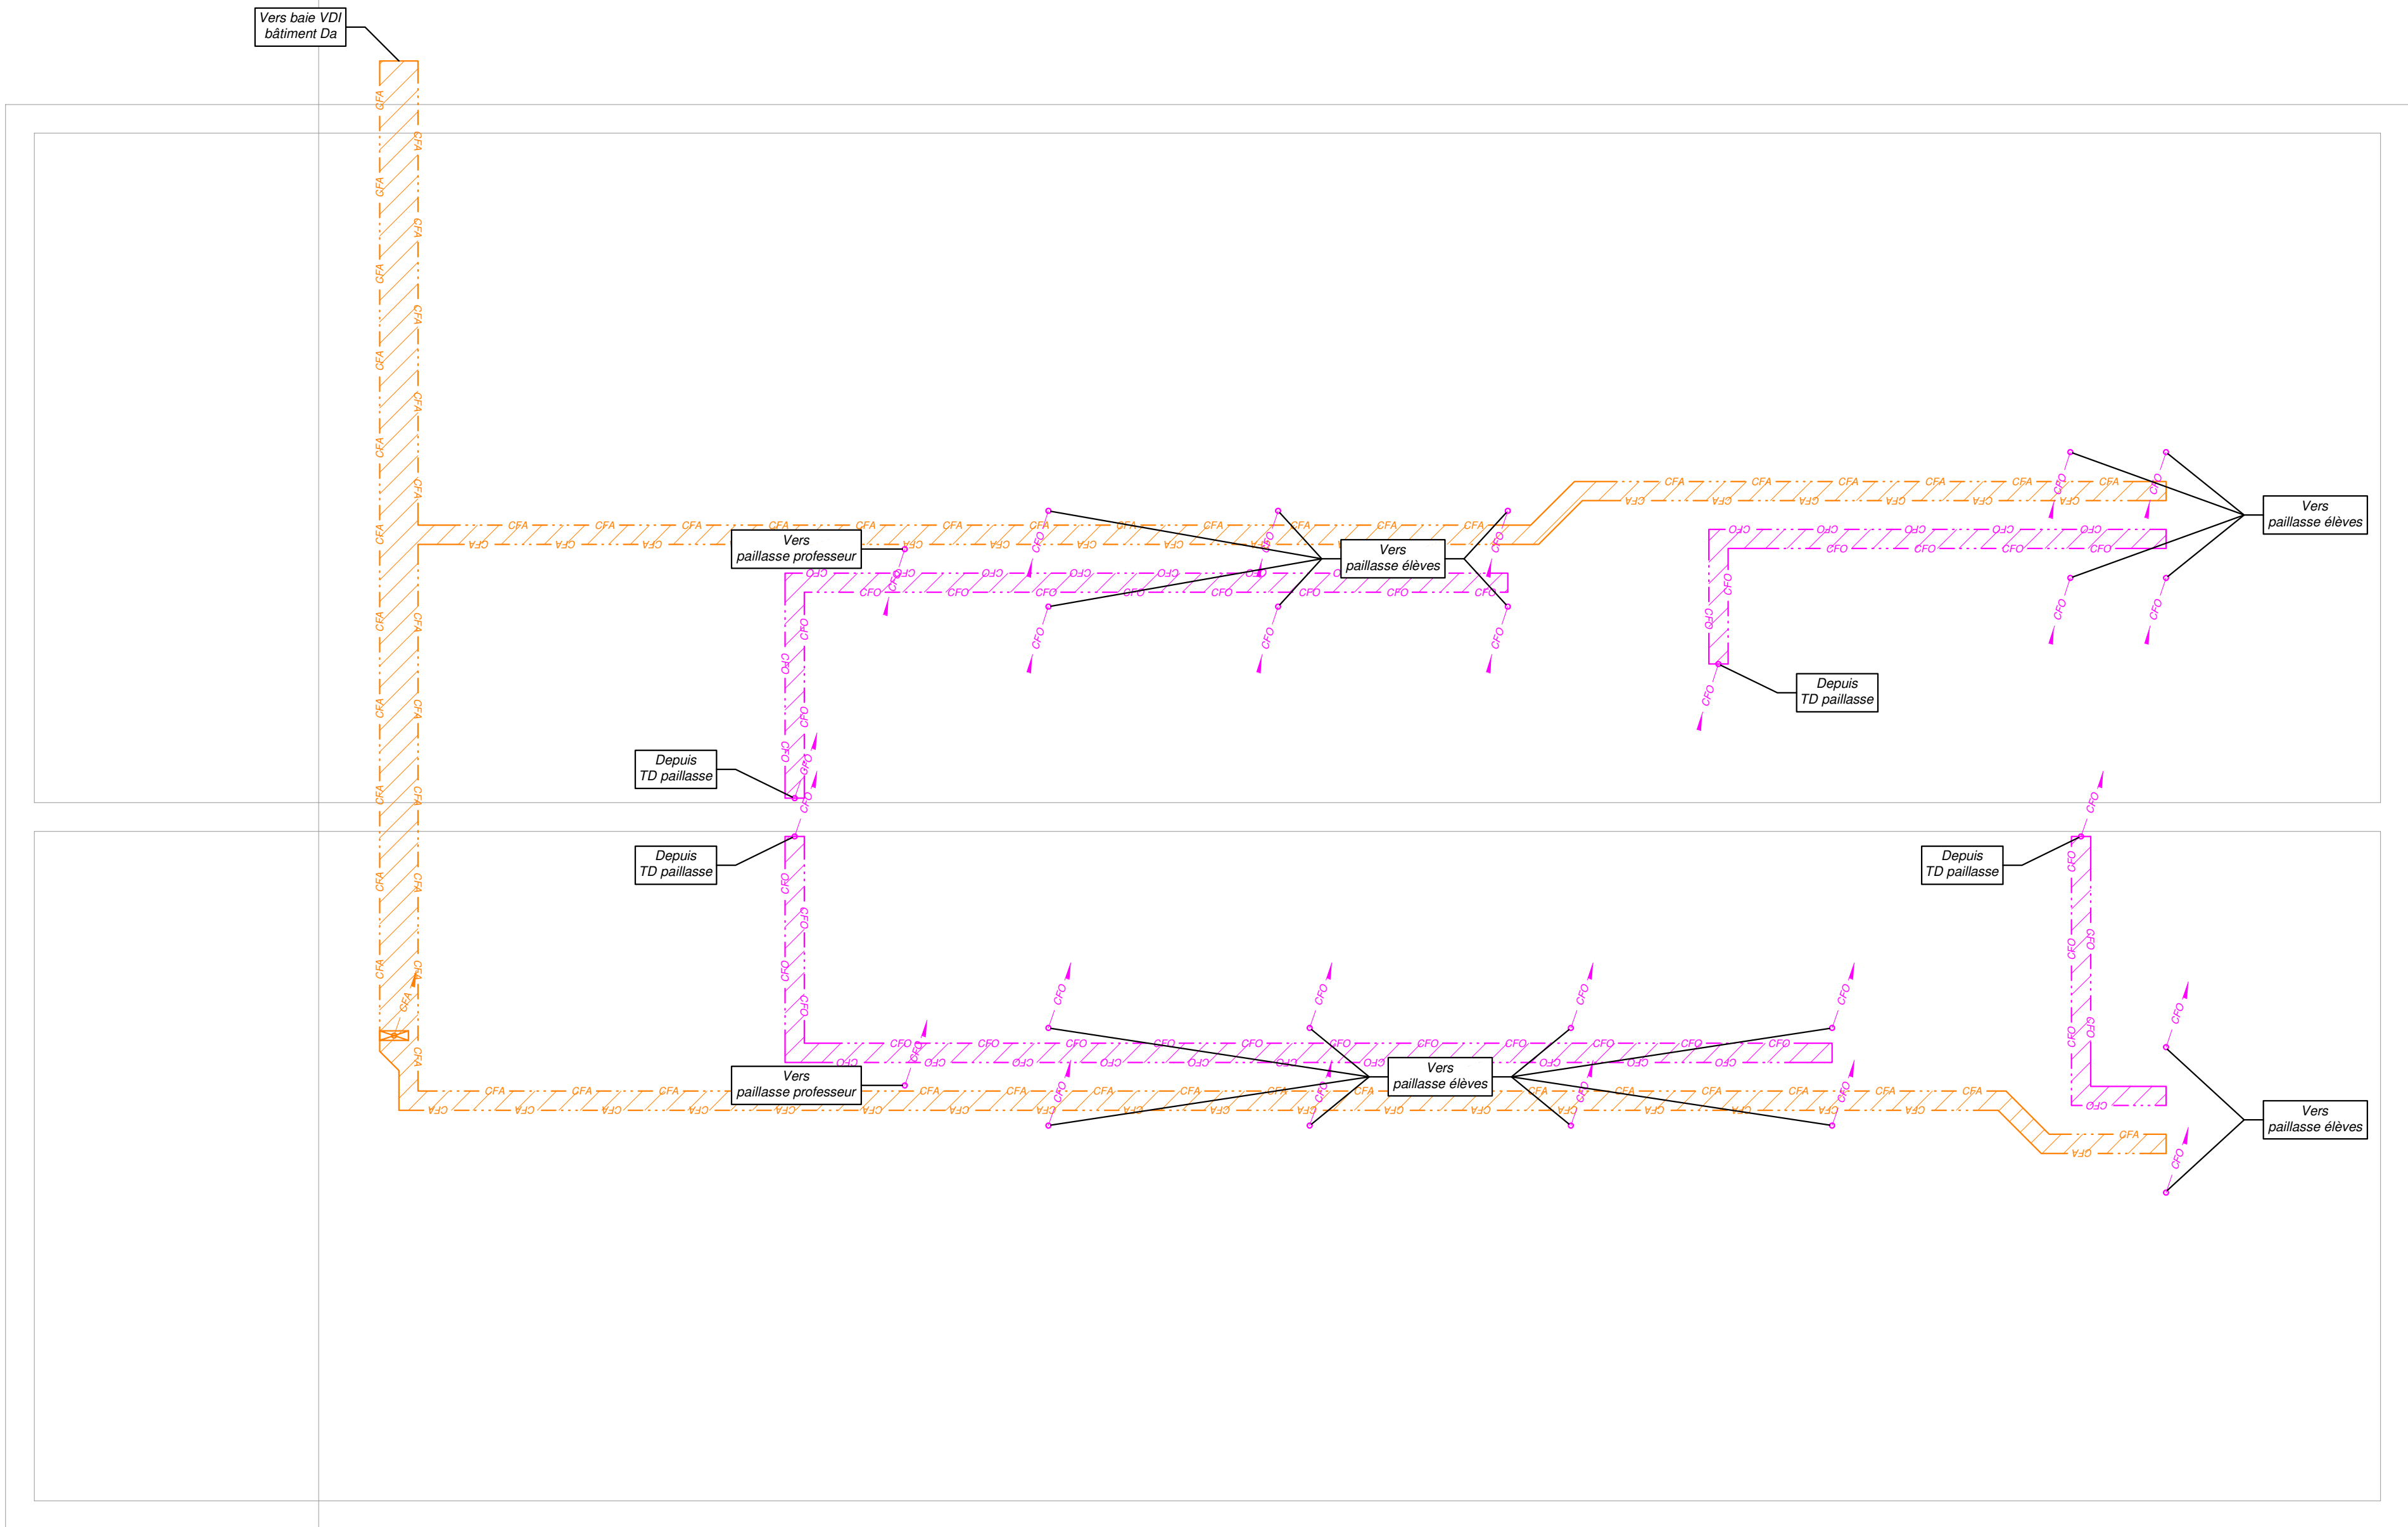 Vers baie VDI
bâtiment Da
Vers
paillasse professeur
Vers
paillasse élèves
Vers
paillasse élèves
Depuis
TD paillasse
Depuis
TD paillasse
Depuis
TD paillasse
Depuis
TD paillasse
Vers
paillasse professeur
Vers
paillasse élèves
Vers
paillasse élèves
CFA
CFO